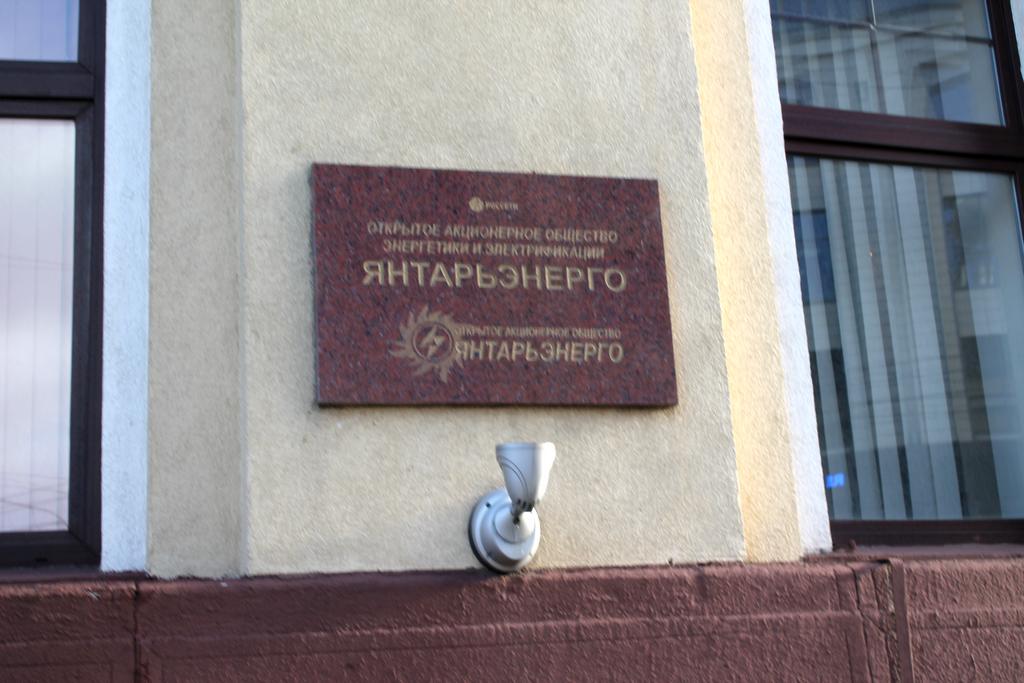 РОССЕТИ
ОТКРЫТОЕ АКЦИОНЕРНОЕ ОБЩЕСТВО
ЭНЕРГЕТИКИ И ЭЛЕКТРИФИКАЦИИ
ЯНТАРЬЭНЕРГО
ОТКРЫТОЕ АКЦИОНЕРНОЕ ОБЩЕСТВО
ЯНТАРЬЭНЕРГО